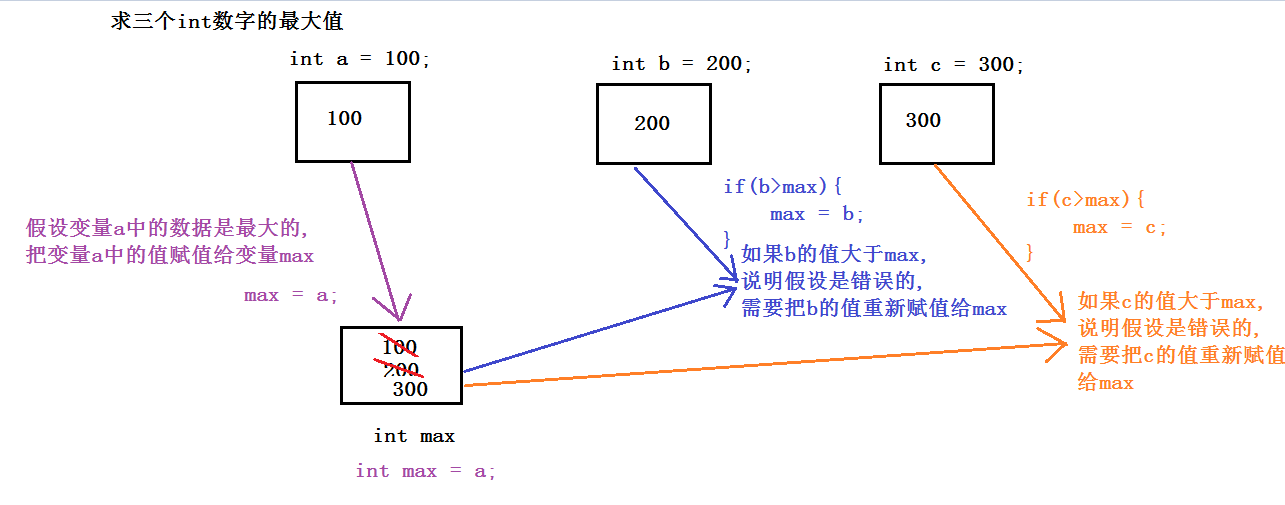 求三个int数字的最大值
int a = 100;
int b = 200;
int c = 300;
100
200
300
if(b>max){
max = b;
}
如果b的值大于max,
说明假设是错误的,
需要把b的值重新赋值给max
if(c>max){
max = c;
}
如果c的值大于max,
说明假设是错误的,
需要把c的值重新赋值
给max
假设变量a中的数据是最大的,
把变量a中的值赋值给变量max
max = a;
100
200
300
int max
int max = a;